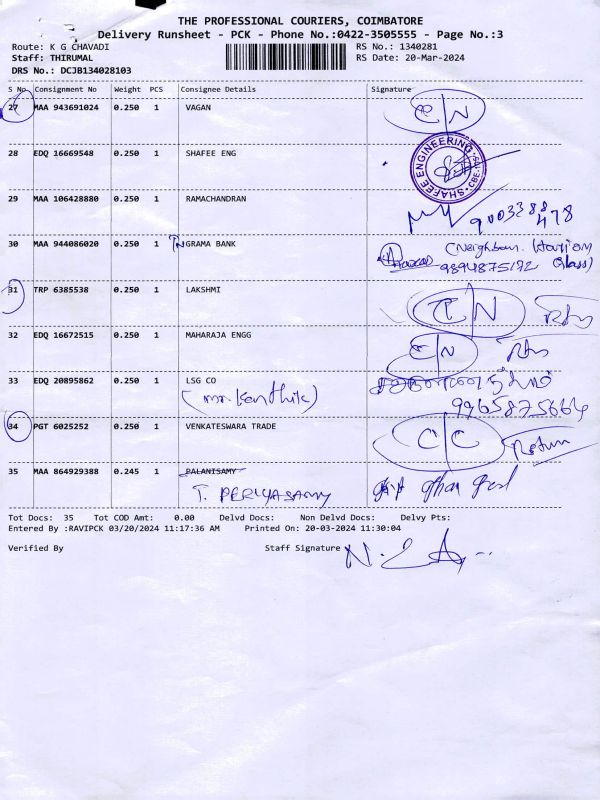 THE PROFESSIONAL COURIERS, COIMBATORE
Delivery Runsheet - PCK - Phone No.:0422-3505555 - Page No.:3
Route: K G CHAVADI RS No.: 1340281
Staff: THIRUMAL RS Date: 20-Mar-2024
DRS No.: DCJB134028103
S No. Consignment No Weight PCS Consignee Details Signature
27 MAA 943691024 0.250 1 VAGAN C N
28 EDQ 16669548 0.250 1 SHAFEE ENG
SHAFEE ENGINEERING CBE
29 MAA 106428880 0.250 1 RAMACHANDRAN
9003388478
30 MAA 944086020 0.250 1 GRAMA BANK
(Neighbour
9894875172 Glass)
31 TRP 6385538 0.250 1 LAKSHMI C N
32 EDQ 16672515 0.250 1 MAHARAJA ENGG C N
33 EDQ 20895862 0.250 1 LSG CO
(Mr. Karthik) 9965875664
34 PGT 6025252 0.250 1 VENKATESWARA TRADE C C Return
35 MAA 864929388 0.245 1 PALANISAMY
T. PERIYASAMY
Tot Docs: 35 Tot COD Amt: 0.00 Delvd Docs: Non Delvd Docs: Delvy Pts:
Entered By :RAVIPCK 03/20/2024 11:17:36 AM Printed On: 20-03-2024 11:30:04
Verified By Staff Signature